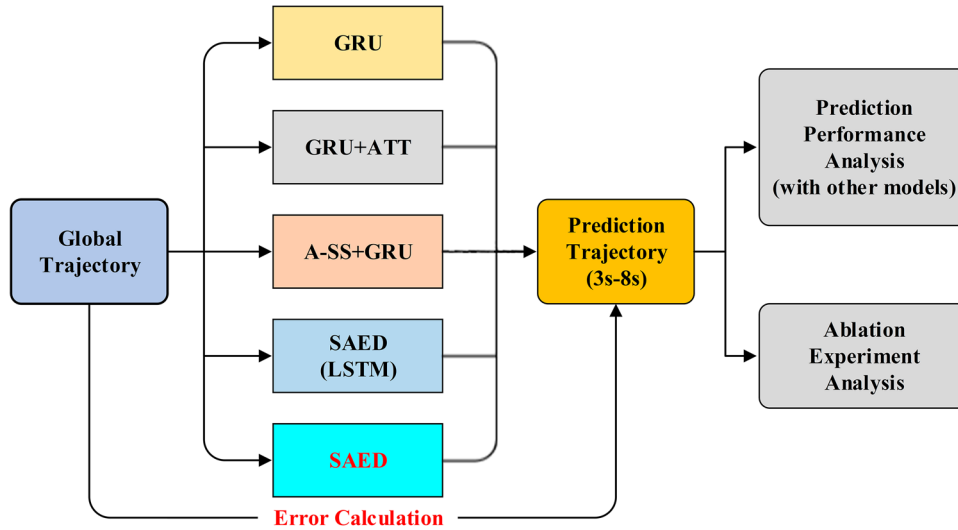 GRU
GRU+ATT
A-SS+GRU
SAED
(LSTM)
SAED
Global
Trajectory
Error Calculation
Prediction
Trajectory
(3s-8s)
Prediction
Performance
Analysis
(with other models)
Ablation
Experiment
Analysis